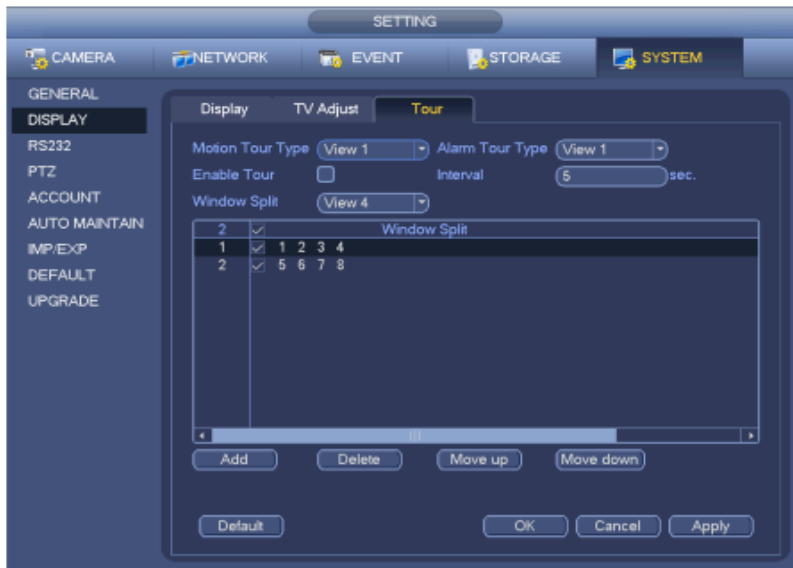 SETTING
CAMERA NETWORK EVENT STORAGE SYSTEM
GENERAL
DISPLAY
RS232
PTZ
ACCOUNT
AUTO MAINTAIN
IMP/EXP
DEFAULT
UPGRADE
Display TV Adjust Tour
Motion Tour Type View 1 Alarm Tour Type View 1
Enable Tour Interval 5 sec.
Window Split View 4
2 Window Split
1 1 2 3 4
2 5 6 7 8
Add Delete Move up Move down
Default OK Cancel Apply